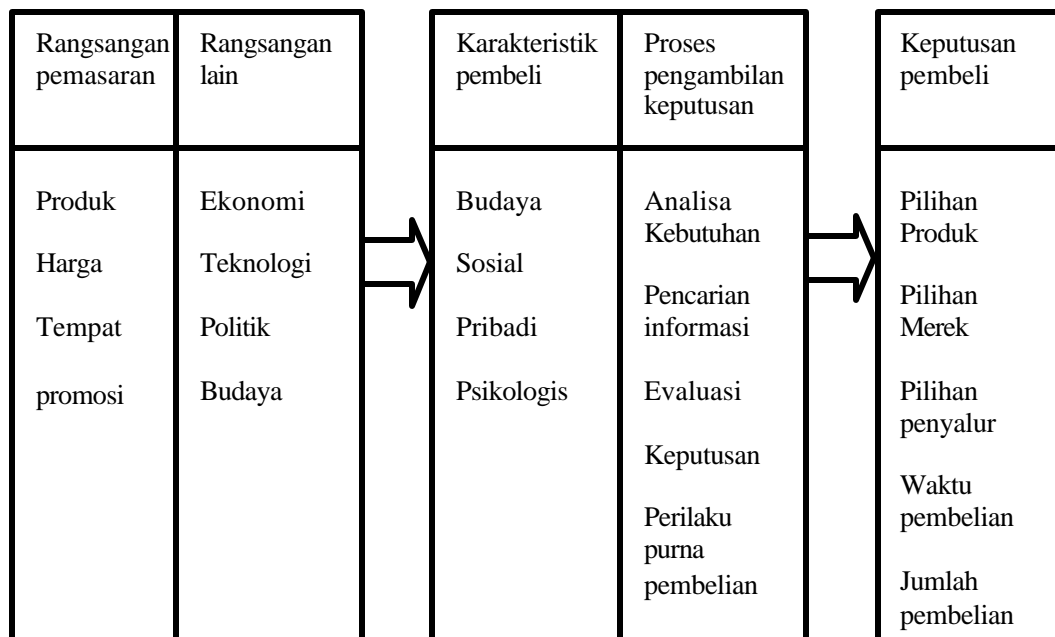 Rangsangan
pemasaran
Rangsangan
lain
Karakteristik
pembeli
Proses
pengambilan
keputusan
Keputusan
pembeli
Produk
Harga
Tempat
promosi
Ekonomi
Teknologi
Politik
Budaya
Budaya
Sosial
Pribadi
Psikologis
Analisa
Kebutuhan
Pencarian
informasi
Evaluasi
Keputusan
Perilaku
purna
pembelian
Pilihan
Produk
Pilihan
Merek
Pilihan
penyalur
Waktu
pembelian
Jumlah
pembelian